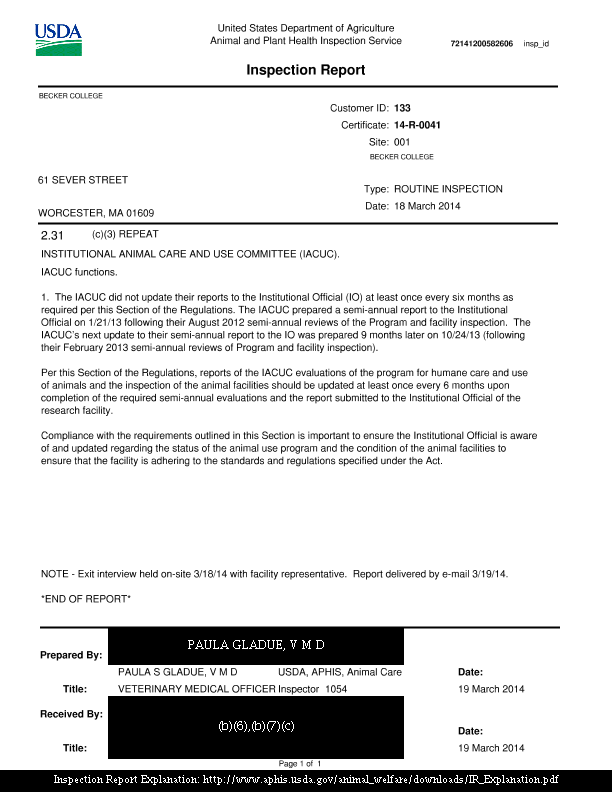 USDA
United States Department of Agriculture
Animal and Plant Health Inspection Service
72141200582606 insp_id
Inspection Report
BECKER COLLEGE
Customer ID: 133
Certificate: 14-R-0041
Site: 001
BECKER COLLEGE
61 SEVER STREET
Type: ROUTINE INSPECTION
WORCESTER, MA 01609
Date: 18 March 2014
2.31 (c)(3) REPEAT
INSTITUTIONAL ANIMAL CARE AND USE COMMITTEE (IACUC).
IACUC functions.
1. The IACUC did not update their reports to the Institutional Official (IO) at least once every six months as
required per this Section of the Regulations. The IACUC prepared a semi-annual report to the Institutional
Official on 1/21/13 following their August 2012 semi-annual reviews of the Program and facility inspection. The
IACUC's next update to their semi-annual report to the IO was prepared 9 months later on 10/24/13 (following
their February 2013 semi-annual reviews of Program and facility inspection).
Per this Section of the Regulations, reports of the IACUC evaluations of the program for humane care and use
of animals and the inspection of the animal facilities should be updated at least once every 6 months upon
completion of the required semi-annual evaluations and the report submitted to the Institutional Official of the
research facility.
Compliance with the requirements outlined in this Section is important to ensure the Institutional Official is aware
of and updated regarding the status of the animal use program and the condition of the animal facilities to
ensure that the facility is adhering to the standards and regulations specified under the Act.
NOTE - Exit interview held on-site 3/18/14 with facility representative. Report delivered by e-mail 3/19/14.
*END OF REPORT*
PAULA GLADUE, V M D
Prepared By:
PAULA S GLADUE, V M D USDA, APHIS, Animal Care Date:
Title: VETERINARY MEDICAL OFFICER Inspector 1054 19 March 2014
Received By:
(b)(6),(b)(7)(c)
Date:
Title: 19 March 2014
Page 1 of 1
Inspection Report Explanation: http://www.aphis.usda.gov/animal_welfare/downloads/IR_Explanation.pdf